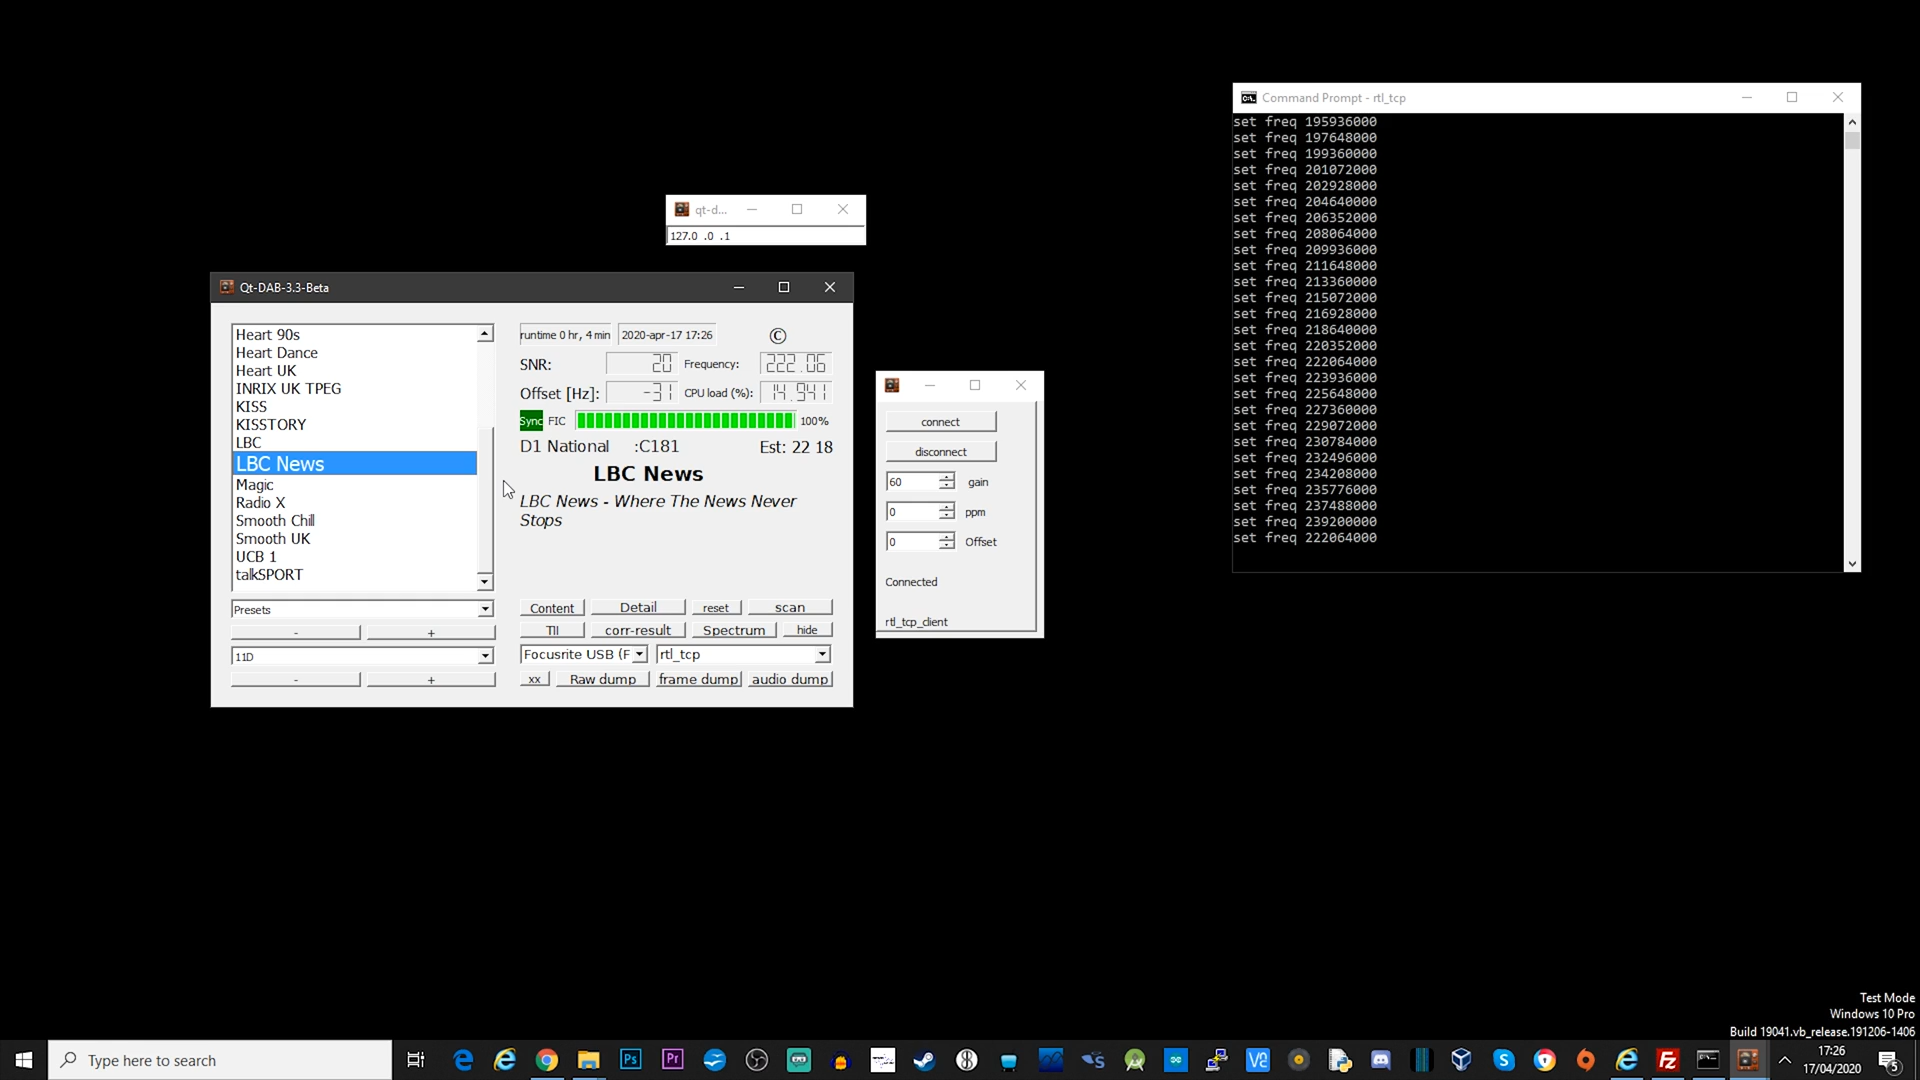 Command Prompt - rtl_tcp
set freq 195936000
set freq 197648000
set freq 199360000
set freq 201072000
set freq 202928000
set freq 204640000
set freq 206352000
set freq 208064000
set freq 209936000
set freq 211648000
set freq 213360000
set freq 215072000
set freq 216928000
set freq 218640000
set freq 220352000
set freq 222064000
set freq 223936000
set freq 225648000
set freq 227360000
set freq 229072000
set freq 230784000
set freq 232496000
set freq 234208000
set freq 235776000
set freq 237488000
set freq 239200000
set freq 222064000
qt-d...
127.0 .0 .1
Qt-DAB-3.3-Beta
Heart 90s
Heart Dance
Heart UK
INRIX UK TPEG
KISS
KISSTORY
LBC
LBC News
Magic
Radio X
Smooth Chill
Smooth UK
UCB 1
talkSPORT
Presets
- +
11D
- +
runtime 0 hr, 4 min 2020-apr-17 17:26 ©
SNR: 20 Frequency: 222.06
Offset [Hz]: -31 CPU load (%): 14.941
Sync FIC 100%
D1 National :C181 Est: 22 18
LBC News
LBC News - Where The News Never
Stops
Content Detail reset scan
TII corr-result Spectrum hide
Focusrite USB (F rtl_tcp
xx Raw dump frame dump audio dump
connect
disconnect
60 gain
0 ppm
0 Offset
Connected
rtl_tcp_client
Test Mode
Windows 10 Pro
Build 19041.vb_release.191206-1406
Type here to search
Ps
Pr
17:26
17/04/2020
5